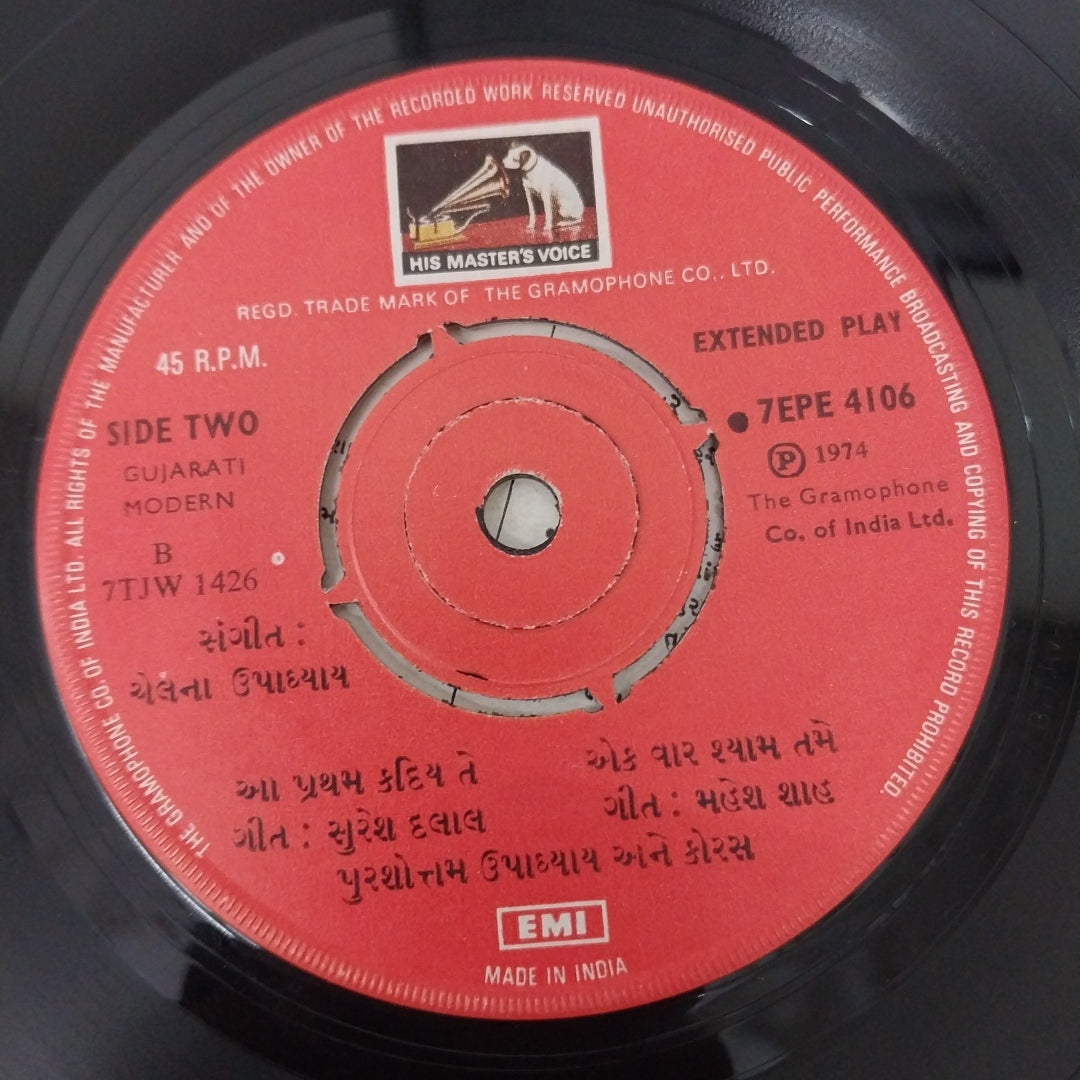 THE GRAMOPHONE CO. OF INDIA LTD. ALL RIGHTS OF THE MANUFACTURER AND OF THE OWNER OF THE RECORDED WORK RESERVED UNAUTHORISED PUBLIC PERFORMANCE BROADCASTING AND COPYING OF THIS RECORD PROHIBITED.
HIS MASTER'S VOICE
REGD. TRADE MARK OF THE GRAMOPHONE CO., LTD.
45 R.P.M.
EXTENDED PLAY
SIDE TWO
7EPE 4106
GUJARATI
MODERN
℗ 1974
The Gramophone
Co. of India Ltd.
B
7TJW 1426
સંગીત :
ચેલના ઉપાધ્યાય
આ પ્રથમ કદિય તે
ગીત : સુરેશ દલાલ
એક વાર શ્યામ તમે
ગીત : મહેશ શાહ
પુરશોત્તમ ઉપાધ્યાય અને કોરસ
EMI
MADE IN INDIA